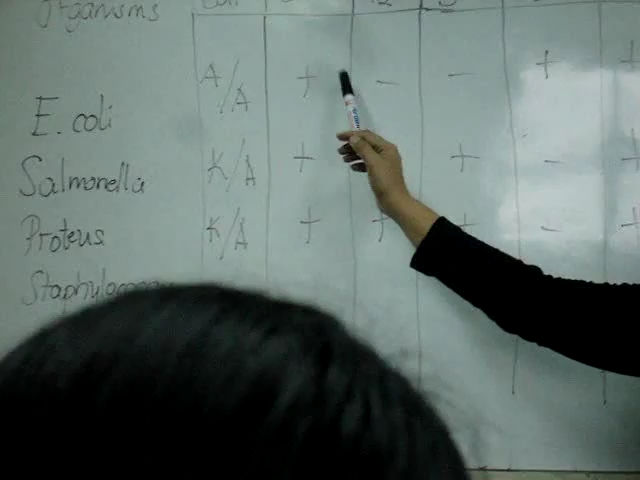 Organisms
E. coli A/A + - - + +
Salmonella K/A + + - +
Proteus K/A + + + - +